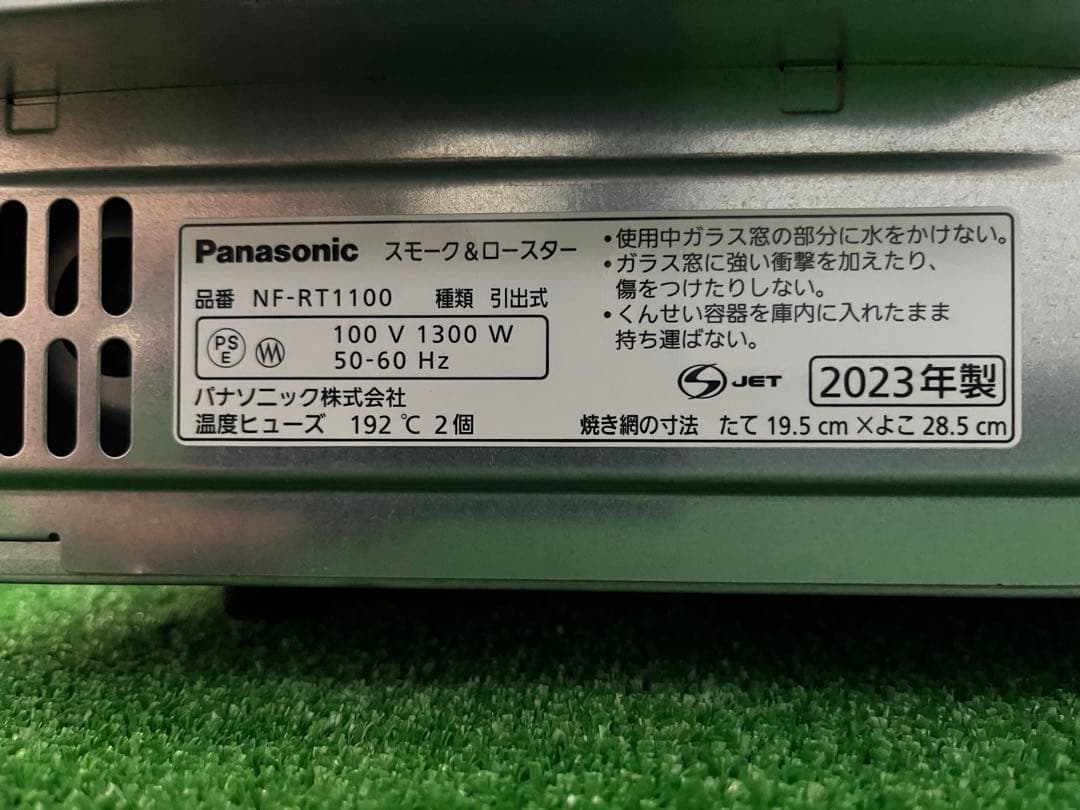 Panasonic スモーク&ロースター
品番 NF-RT1100 種類 引出式
PS
E
100 V 1300 W
50-60 Hz
パナソニック株式会社
温度ヒューズ 192 ℃ 2個
•使用中ガラス窓の部分に水をかけない。
•ガラス窓に強い衝撃を加えたり、
傷をつけたりしない。
•くんせい容器を庫内に入れたまま
持ち運ばない。
JET 2023年製
焼き網の寸法 たて 19.5 cm ×よこ 28.5 cm